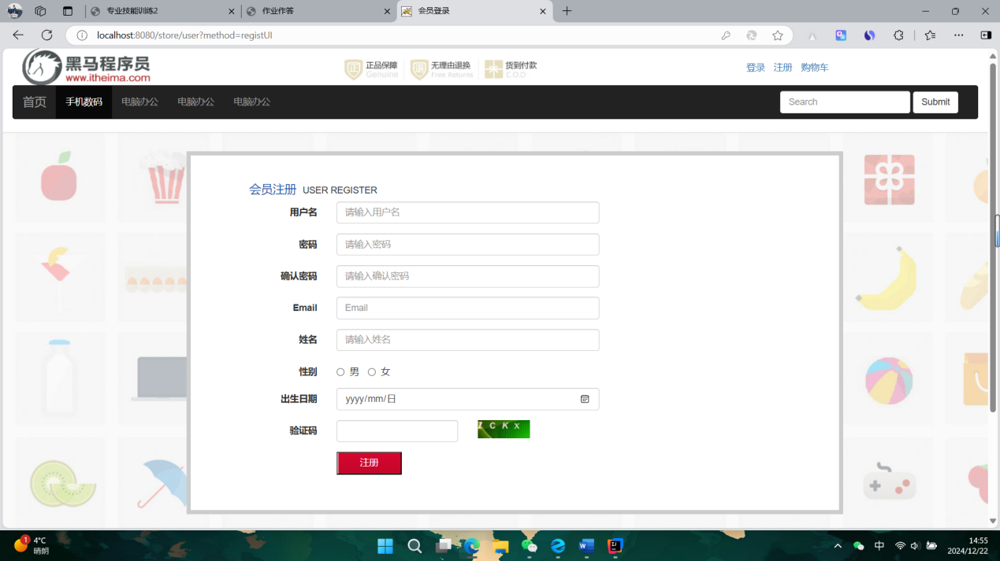 专业技能训练2
作业作答
会员登录
localhost:8080/store/user?method=registUI
黑马程序员
www.itheima.com
正品保障
Genuine
无理由退换
Free Returns
货到付款
C.O.D
登录 注册 购物车
首页 手机数码 电脑办公 电脑办公 电脑办公 Search Submit
会员注册 USER REGISTER
用户名 请输入用户名
密码 请输入密码
确认密码 请输入确认密码
Email Email
姓名 请输入姓名
性别 男 女
出生日期 yyyy/mm/日
验证码 I C K X
注册
1
4°C
晴朗
中
14:55
2024/12/22